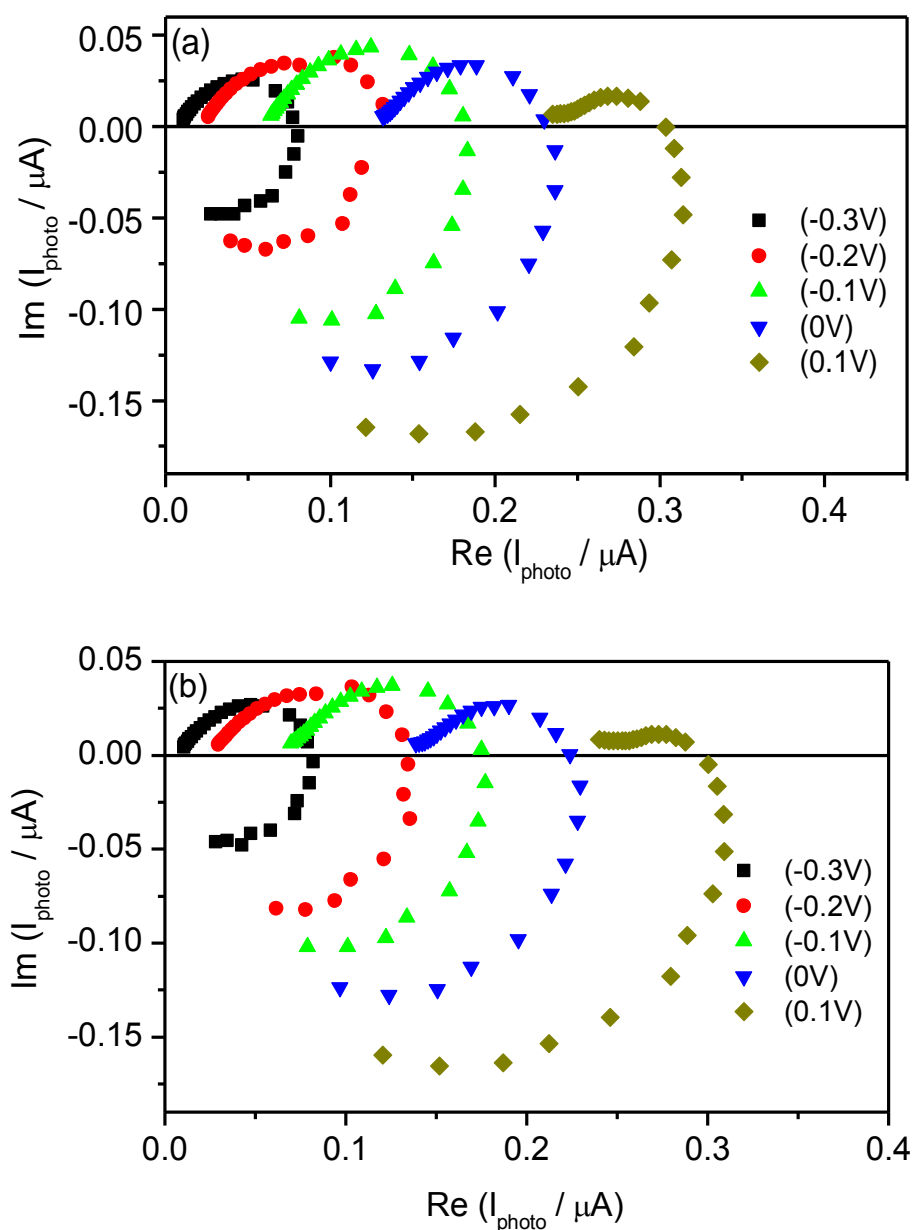 (a)
0.05
0.00
-0.05
-0.10
-0.15
Im (I_photo / μA)
(-0.3V)
(-0.2V)
(-0.1V)
(0V)
(0.1V)
0.0 0.1 0.2 0.3 0.4
Re (I_photo / μA)
(b)
0.05
0.00
-0.05
-0.10
-0.15
Im (I_photo / μA)
(-0.3V)
(-0.2V)
(-0.1V)
(0V)
(0.1V)
0.0 0.1 0.2 0.3 0.4
Re (I_photo / μA)